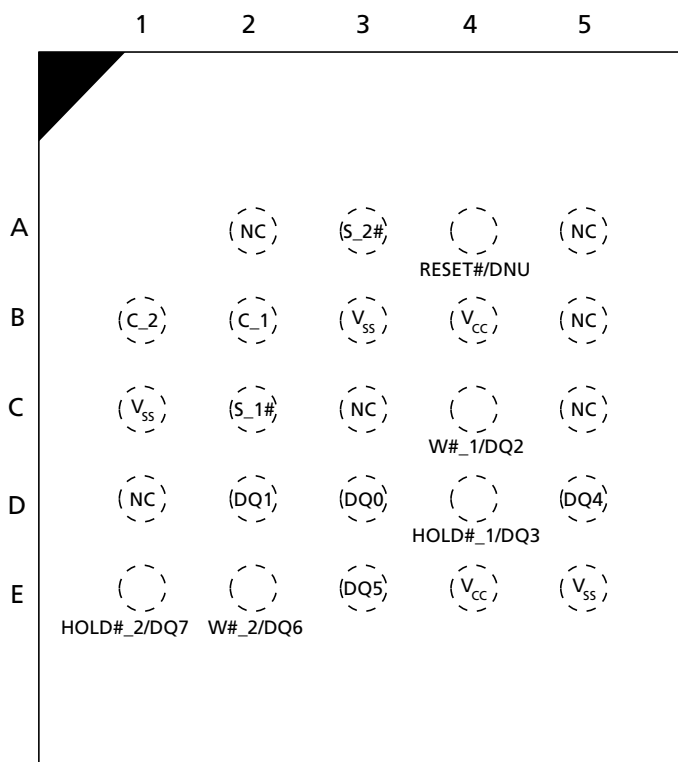 1 2 3 4 5
A NC S_2# NC
RESET#/DNU
B C_2 C_1 VSS VCC NC
C VSS S_1# NC NC
W#_1/DQ2
D NC DQ1 DQ0 DQ4
HOLD#_1/DQ3
E DQ5 VCC VSS
HOLD#_2/DQ7 W#_2/DQ6